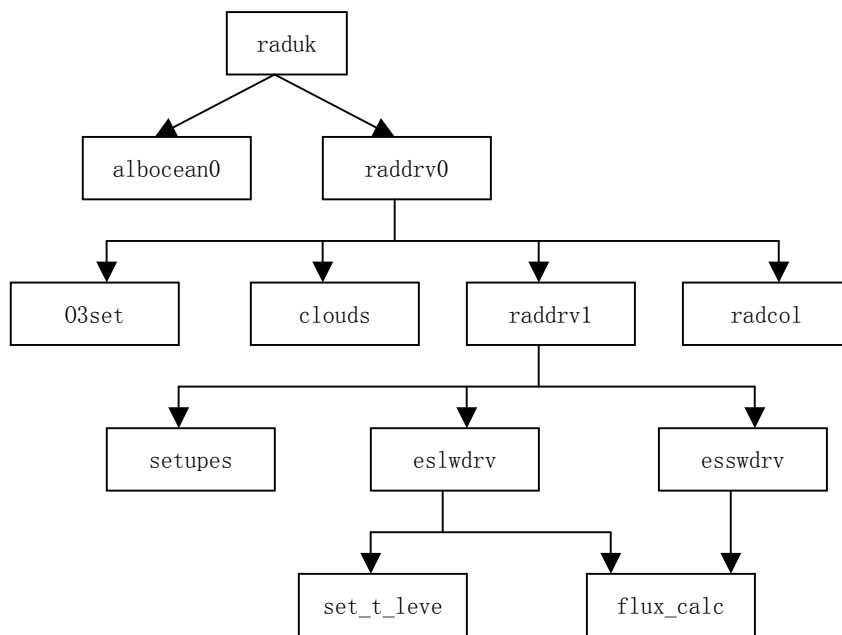 raduk
albocean0
raddrv0
O3set
clouds
raddrv1
radcol
setupes
eslwdrv
esswdrv
set_t_leve
flux_calc